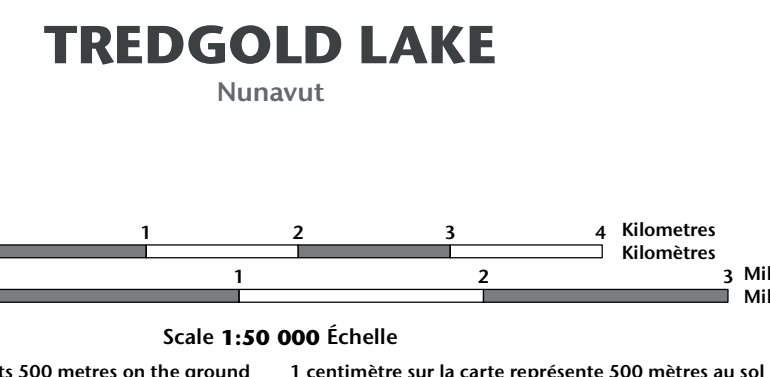 TREDGOLD LAKE
Nunavut
1 2 3 4 Kilometres
Kilomètres
1 2 3
Scale 1:50 000 Échelle
500 metres on the ground 1 centimètre sur la carte représente 500 mètres au sol